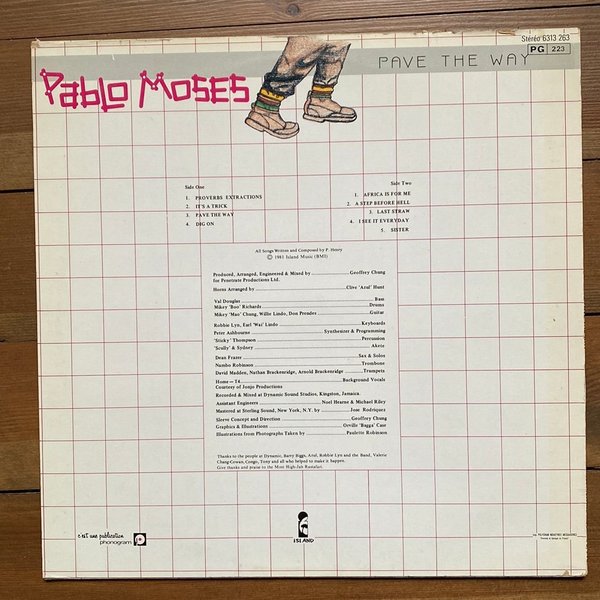 Stéréo 6313 263
PAVE THE WAY
PG 223
PABLO MOSES
Side One
1. PROVERBS EXTRACTIONS
2. IT'S A TRICK
3. PAVE THE WAY
4. DIG ON
Side Two
1. AFRICA IS FOR ME
2. A STEP BEFORE HELL
3. LAST STRAW
4. I SEE IT EVERYDAY
5. SISTER
All Songs Written and Composed by P. Henry
© 1981 Island Music (BMI)
Produced, Arranged, Engineered & Mixed by Geoffrey Chung
for Penetrate Productions Ltd.
Horns Arranged by Clive 'Azul' Hunt
Val Douglas Bass
Mikey 'Boo' Richards Drums
Mikey 'Mao' Chung, Willie Lindo, Don Prendes Guitar
Robbie Lyn, Earl 'Wai' Lindo Keyboards
Peter Ashbourne Synthesizer & Programming
'Sticky' Thompson Percussion
'Scully' & Sydney Akete
Dean Frazer Sax & Solos
Nambo Robinson Trombone
David Madden, Nathan Brackenridge, Arnold Brackenridge Trumpets
Home – T4 Background Vocals
Courtesy of Jonjo Productions
Recorded & Mixed at Dynamic Sound Studios, Kingston, Jamaica.
Assistant Engineers Noel Hearne & Michael Riley
Mastered at Sterling Sound, New York, N.Y. by Jose Rodriquez
Sleeve Concept and Direction Geoffrey Chung
Graphics & Illustrations Orville 'Bagga' Case
Illustrations from Photographs Taken by Paulette Robinson
Thanks to the people at Dynamic, Barry Biggs, Azul, Robbie Lyn and the Band, Valerie
Chang-Cowan, Congo, Tony and all who helped to make it happen.
Give thanks and praise to the Most High-Jah Rastafari.
c'est une publication
phonogram
ISLAND